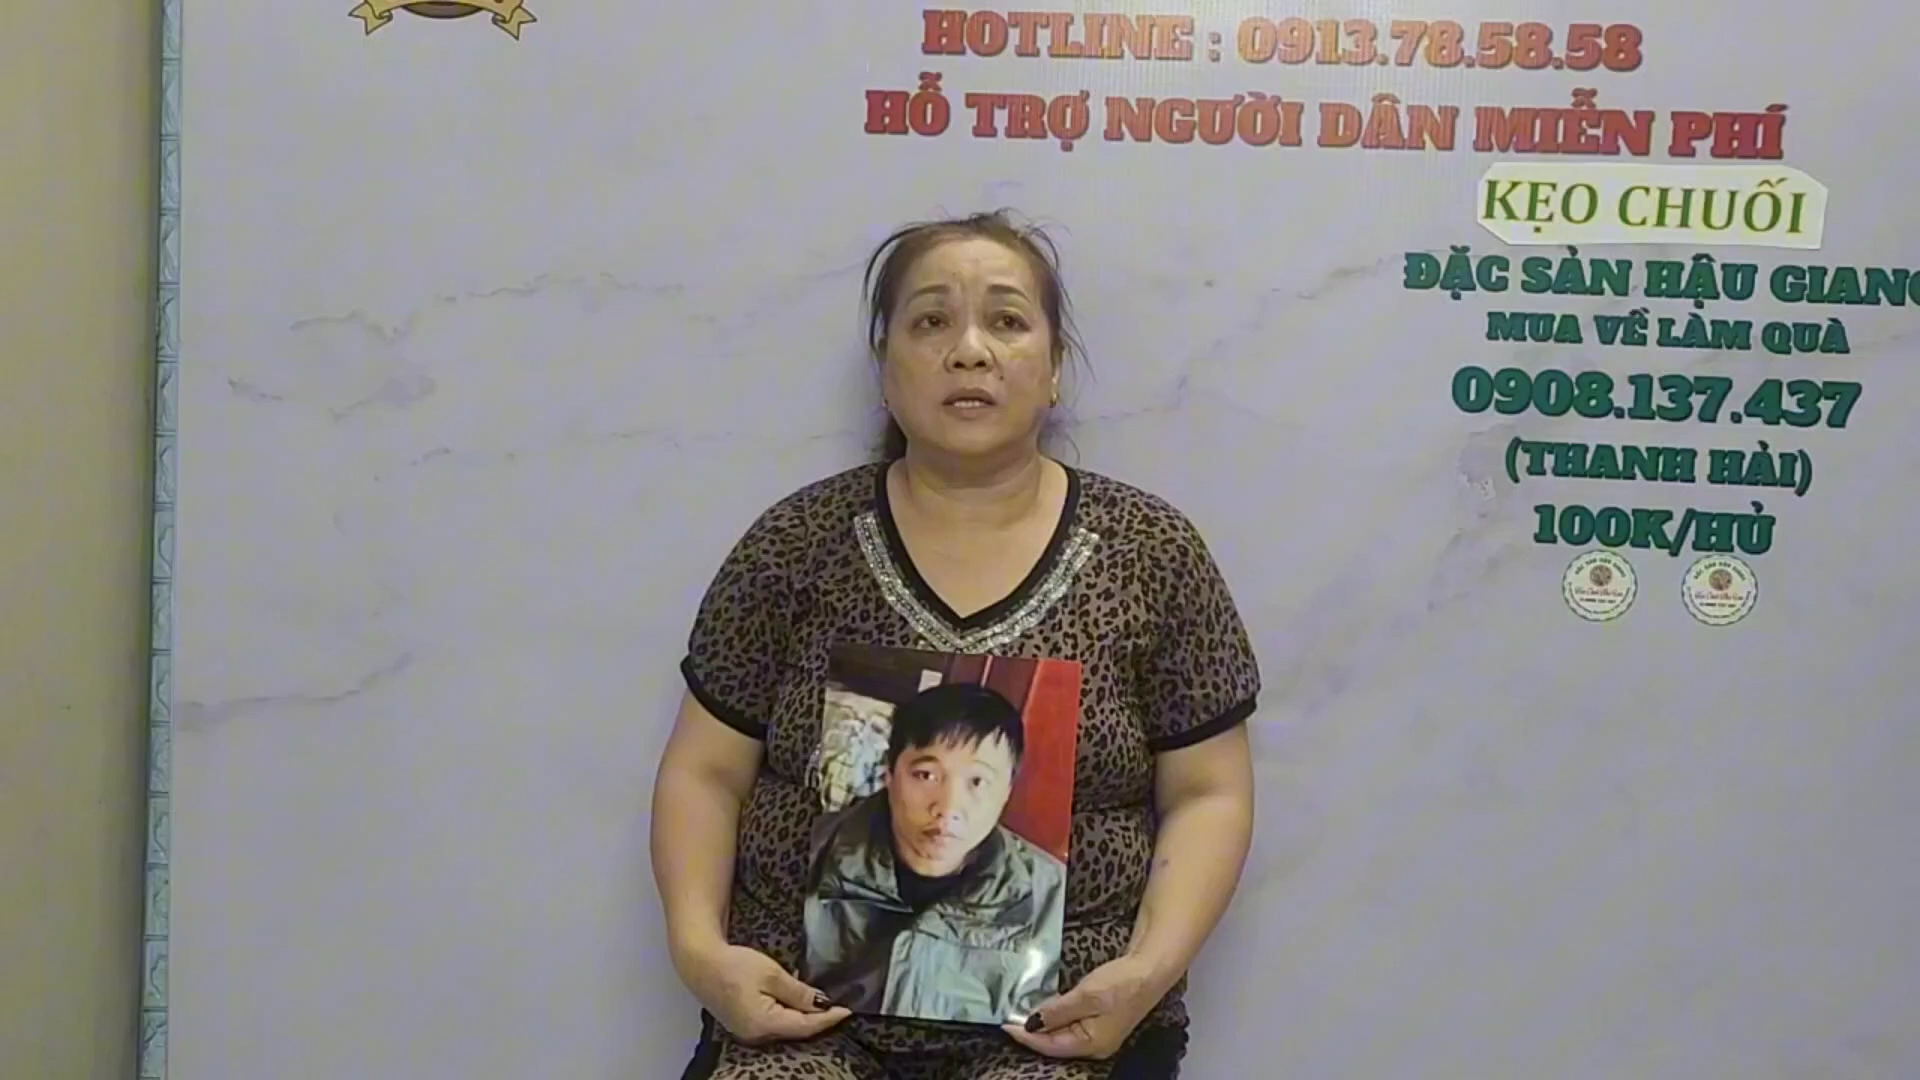 HOTLINE : 0913.78.58.58
HỖ TRỢ NGƯỜI DÂN MIỄN PHÍ
KẸO CHUỐI
ĐẶC SẢN HẬU GIANG
MUA VỀ LÀM QUÀ
0908.137.437
(THANH HẢI)
100K/HỦ